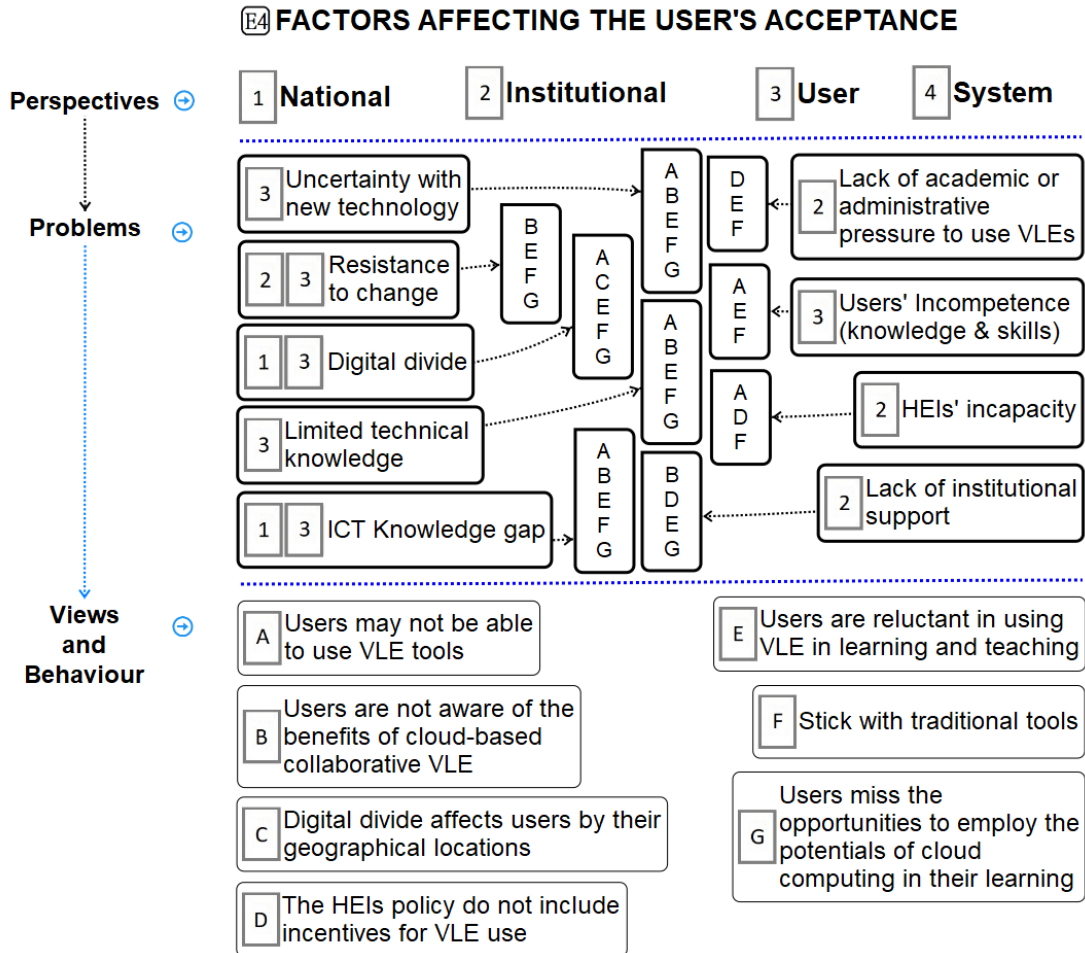 E4 FACTORS AFFECTING THE USER'S ACCEPTANCE
Perspectives
1 National
2 Institutional
3 User
4 System
Problems
3 Uncertainty with
new technology
A
B
E
F
G
2 3 Resistance
to change
B
E
F
G
1 3 Digital divide
A
C
E
F
G
3 Limited technical
knowledge
A
B
E
F
G
1 3 ICT Knowledge gap
A
B
E
F
G
D
E
F
2 Lack of academic or
administrative
pressure to use VLEs
A
E
F
3 Users' Incompetence
(knowledge & skills)
A
D
F
2 HEIs' incapacity
B
D
E
G
2 Lack of institutional
support
Views
and
Behaviour
A Users may not be able
to use VLE tools
B Users are not aware of the
benefits of cloud-based
collaborative VLE
C Digital divide affects users by their
geographical locations
D The HEIs policy do not include
incentives for VLE use
E Users are reluctant in using
VLE in learning and teaching
F Stick with traditional tools
G Users miss the
opportunities to employ the
potentials of cloud
computing in their learning